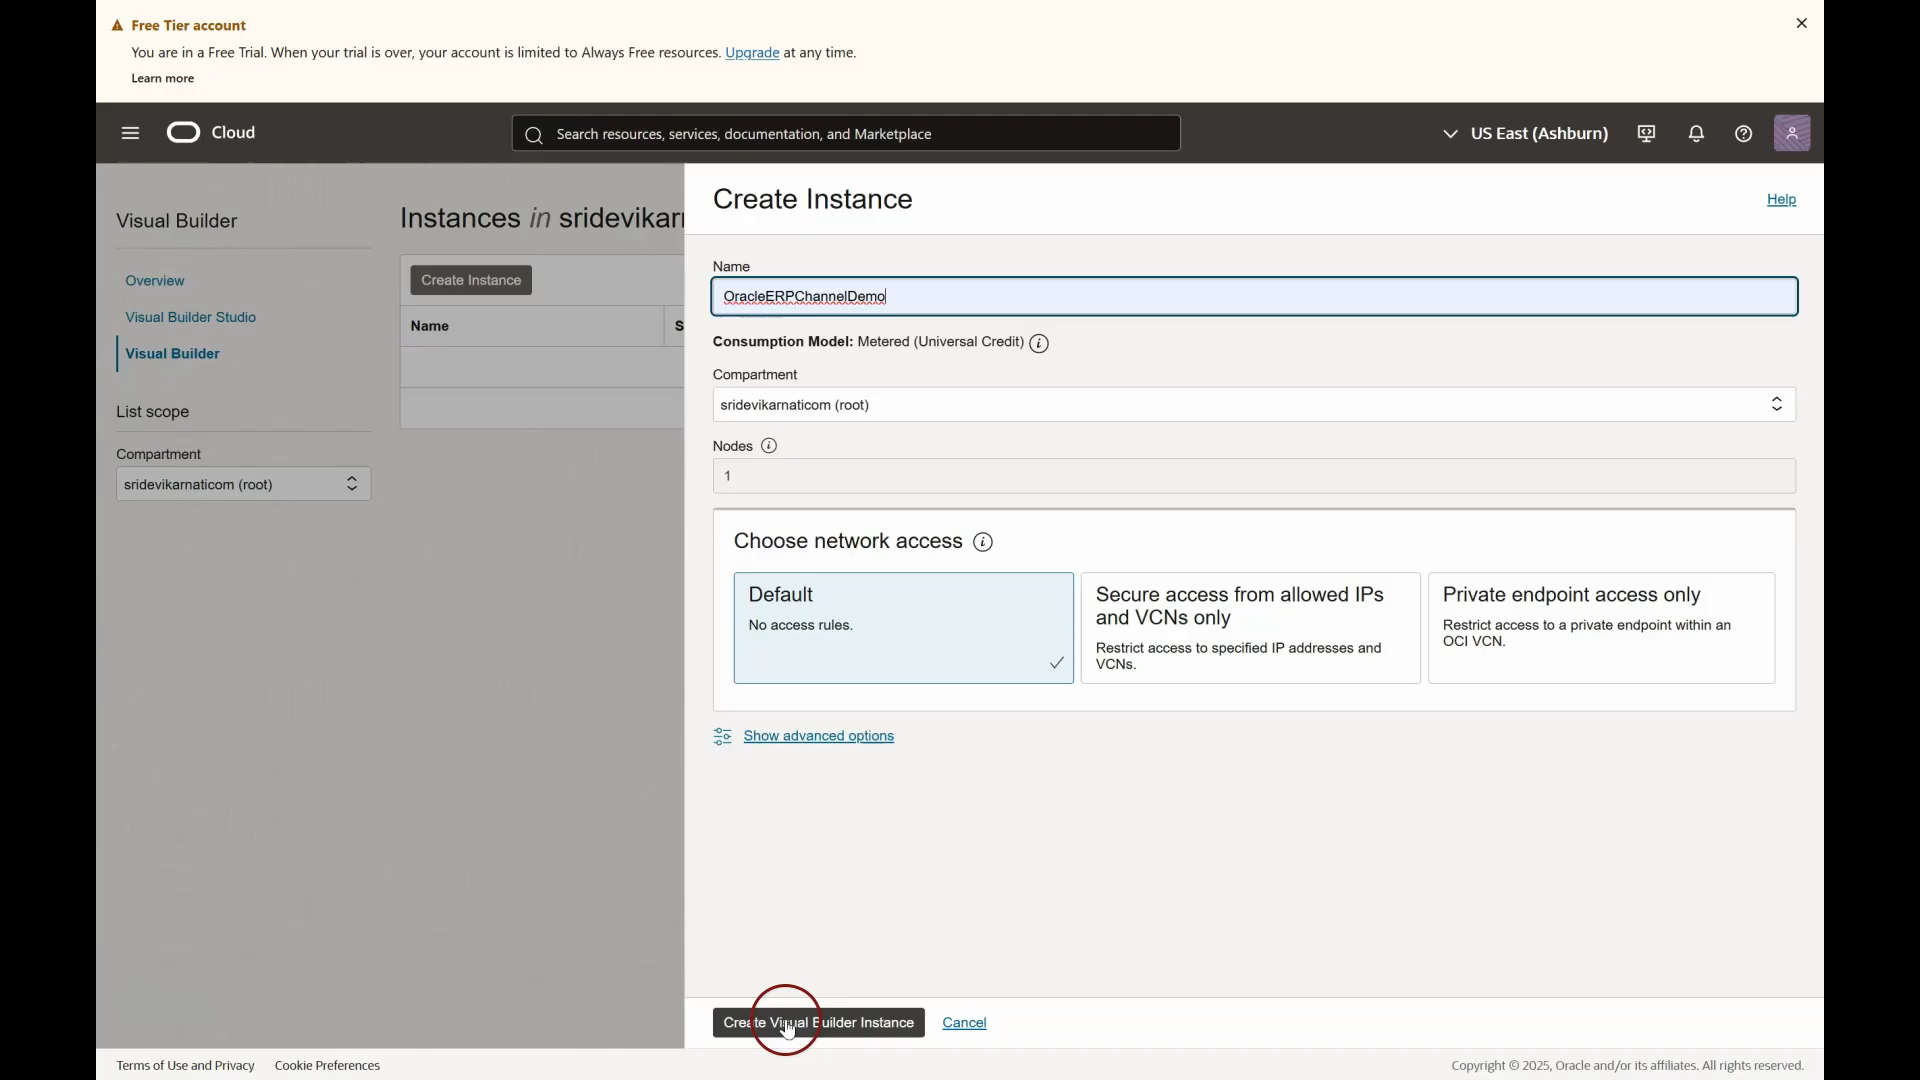 Free Tier account
You are in a Free Trial. When your trial is over, your account is limited to Always Free resources. Upgrade at any time.
Learn more
Cloud
Search resources, services, documentation, and Marketplace
US East (Ashburn)
Visual Builder
Overview
Visual Builder Studio
Visual Builder
List scope
Compartment
sridevikarnaticom (root)
Instances in sridevikarn
Create Instance
Name
S
Create Instance
Help
Name
OracleERPChannelDemo
Consumption Model: Metered (Universal Credit)
Compartment
sridevikarnaticom (root)
Nodes
1
Choose network access
Default
No access rules.
Secure access from allowed IPs
and VCNs only
Restrict access to specified IP addresses and
VCNs.
Private endpoint access only
Restrict access to a private endpoint within an
OCI VCN.
Show advanced options
Create Visual Builder Instance
Cancel
Terms of Use and Privacy
Cookie Preferences
Copyright © 2025, Oracle and/or its affiliates. All rights reserved.